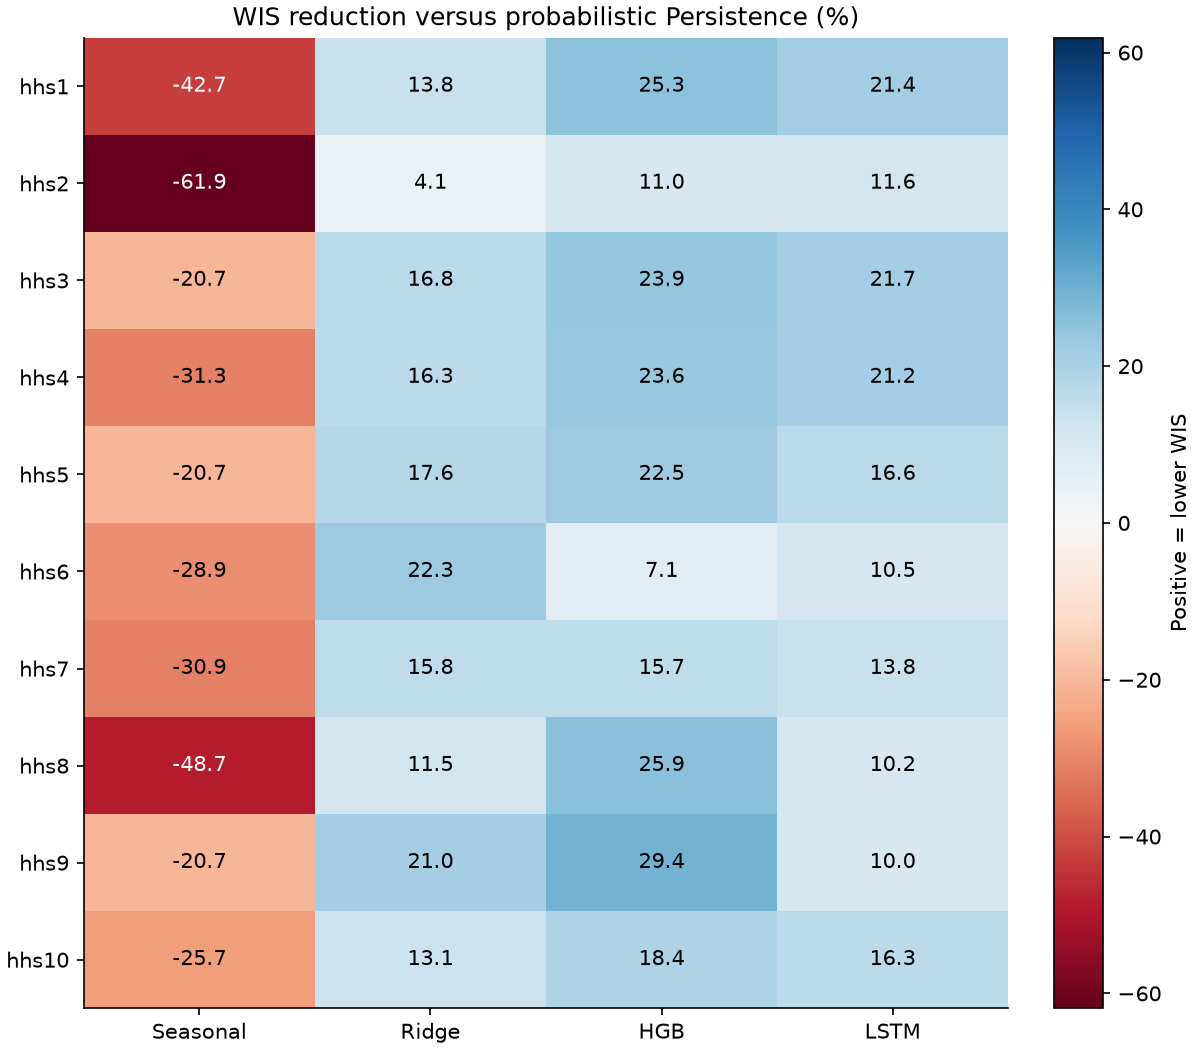 WIS reduction versus probabilistic Persistence (%)
hhs1 -42.7 13.8 25.3 21.4
hhs2 -61.9 4.1 11.0 11.6
hhs3 -20.7 16.8 23.9 21.7
hhs4 -31.3 16.3 23.6 21.2
hhs5 -20.7 17.6 22.5 16.6
hhs6 -28.9 22.3 7.1 10.5
hhs7 -30.9 15.8 15.7 13.8
hhs8 -48.7 11.5 25.9 10.2
hhs9 -20.7 21.0 29.4 10.0
hhs10 -25.7 13.1 18.4 16.3
Seasonal Ridge HGB LSTM
60
40
20
0
−20
−40
−60
Positive = lower WIS